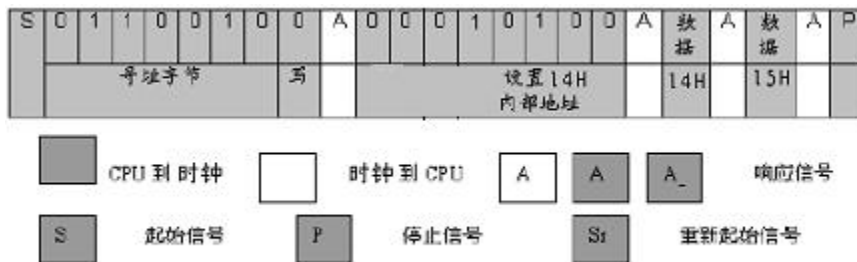 S 0 1 1 0 0 1 0 0 A 0 0 0 1 0 1 0 0 A 数据 A 数据 A P
号址字节 写 设置14H 14H 15H
内部地址
CPU 到 时钟 时钟 到 CPU A A A_ 响应信号
S 起始信号 P 停止信号 Sr 重新起始信号